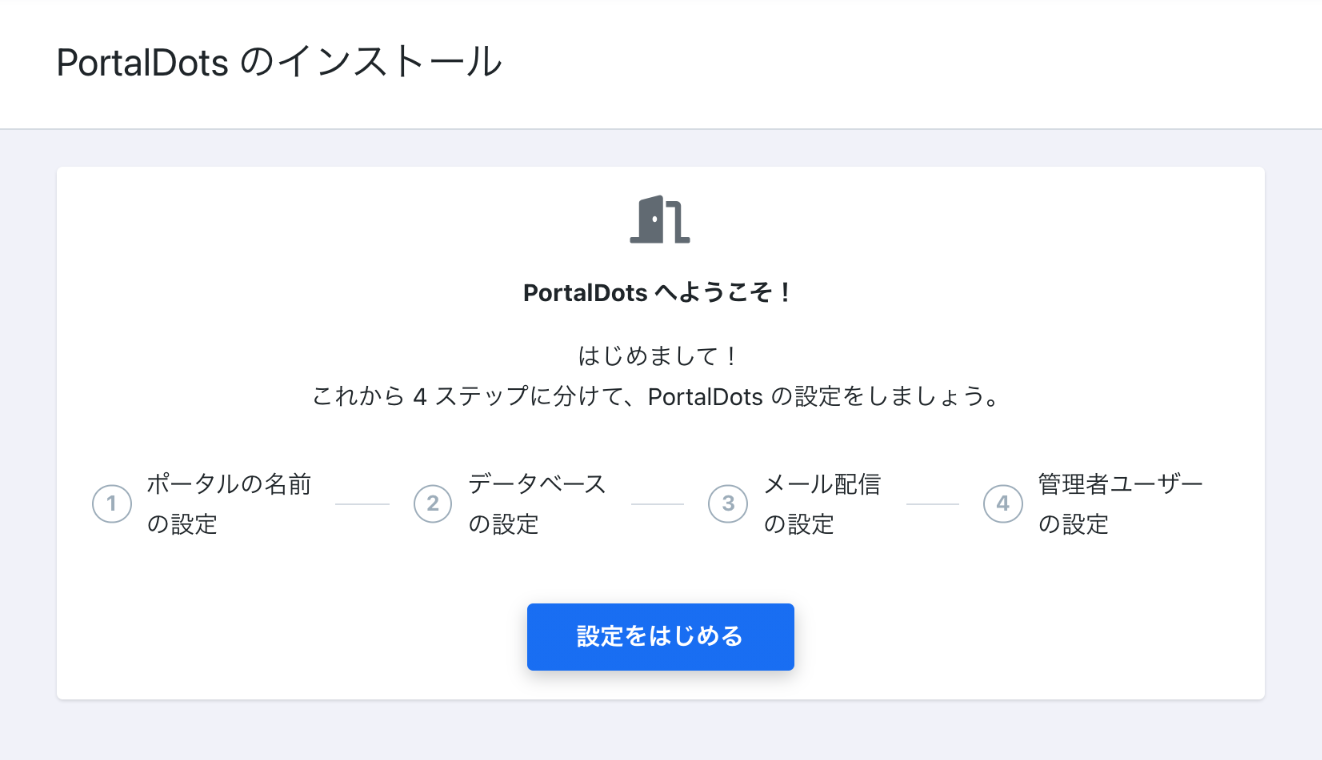 PortalDots のインストール
PortalDots へようこそ！
はじめまして！
これから 4 ステップに分けて、PortalDots の設定をしましょう。
1
ポータルの名前
の設定
2
データベース
の設定
3
メール配信
の設定
4
管理者ユーザー
の設定
設定をはじめる